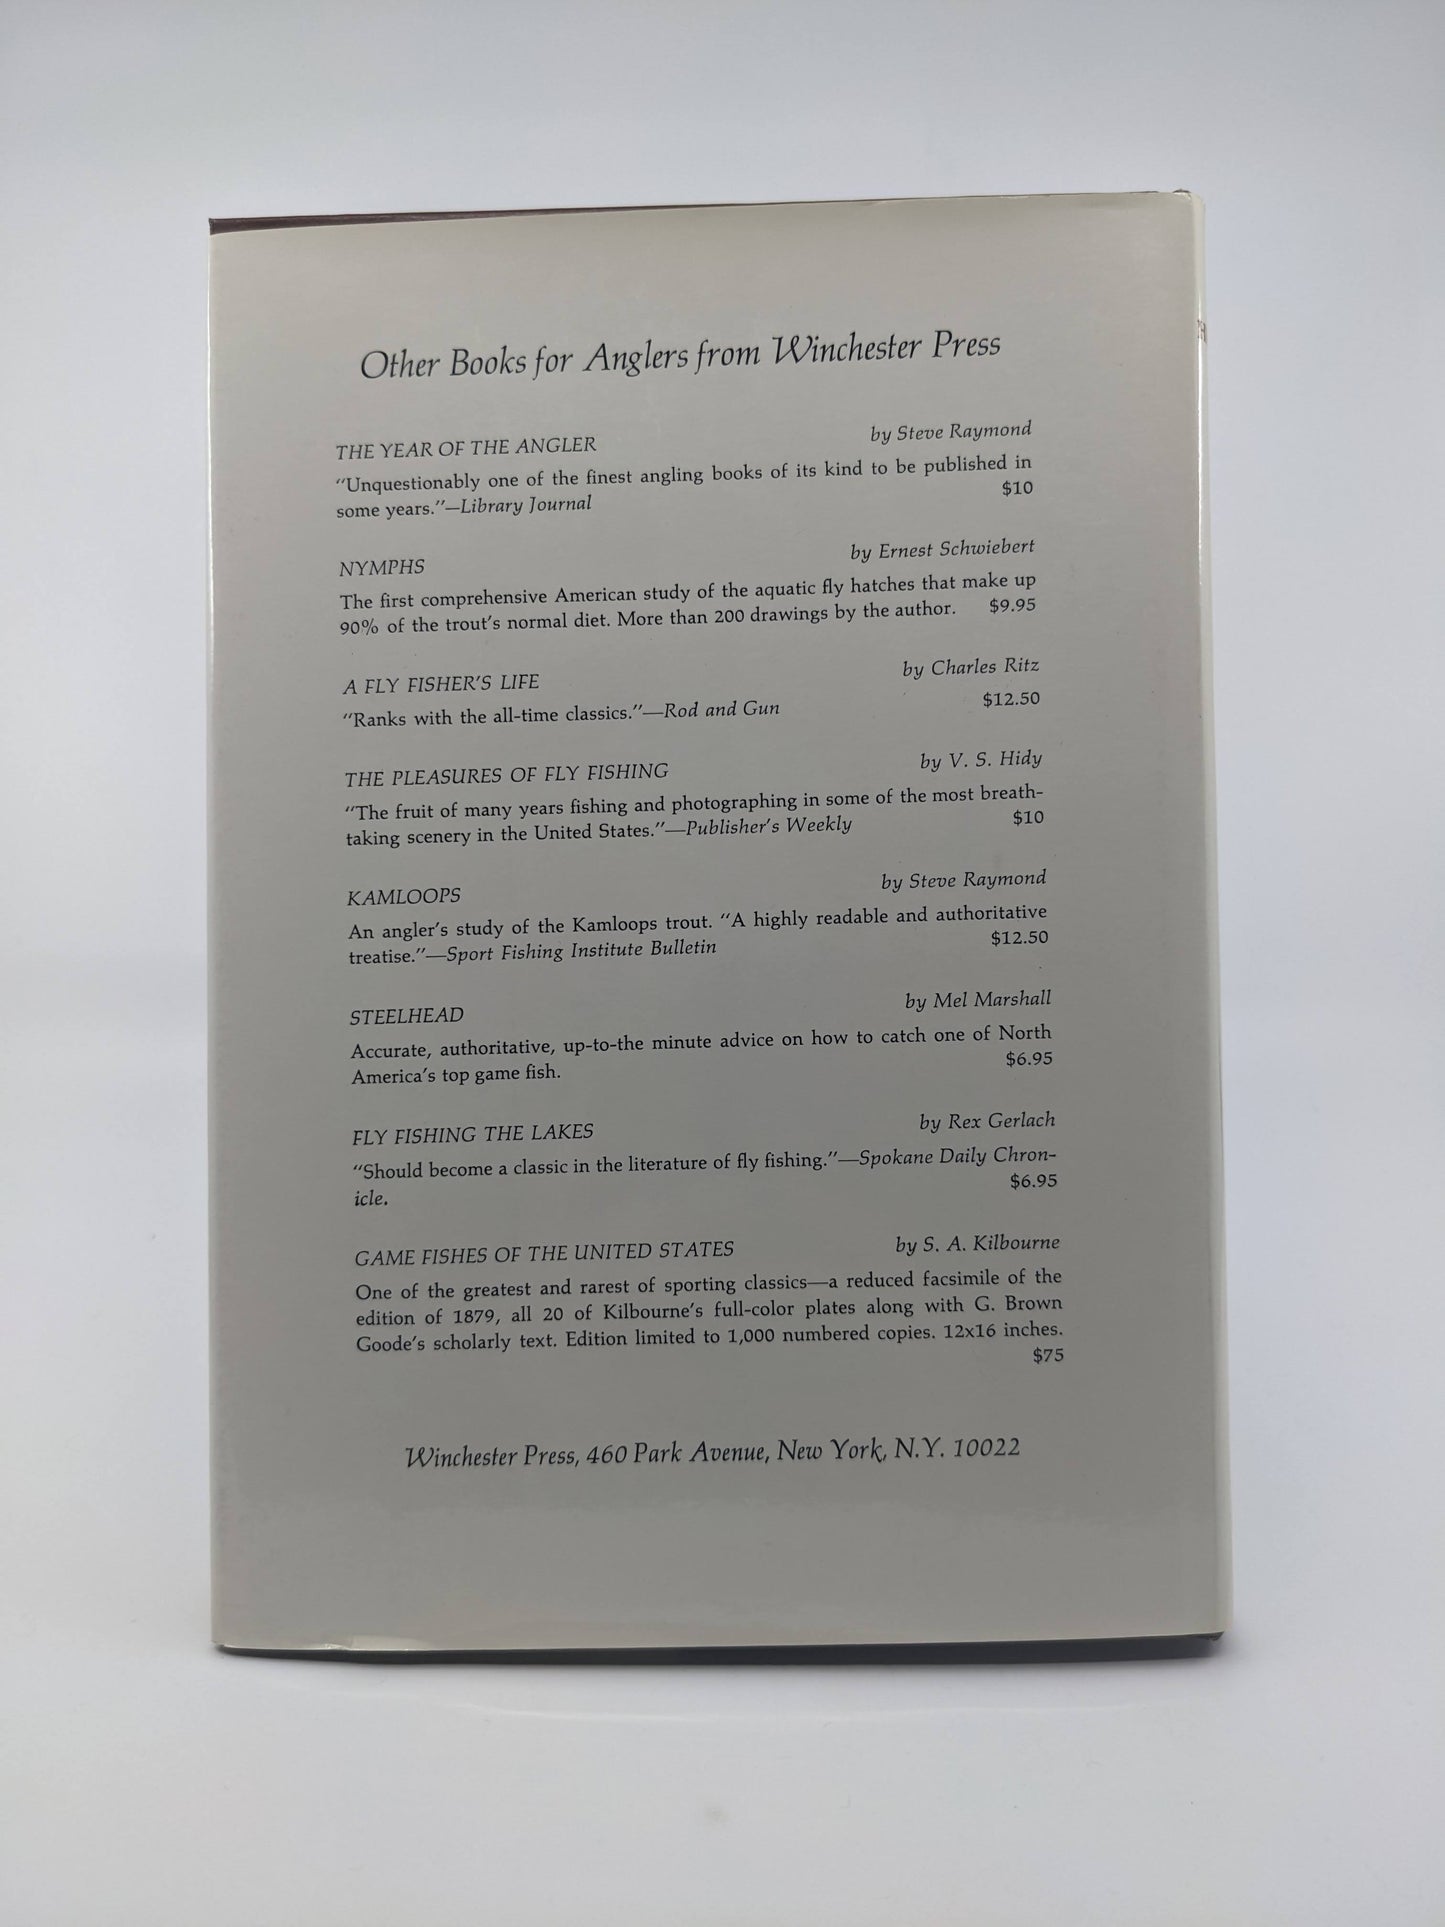 Other Books for Anglers from Winchester Press
THE YEAR OF THE ANGLER by Steve Raymond
“Unquestionably one of the finest angling books of its kind to be published in
some years.”—Library Journal $10
NYMPHS by Ernest Schwiebert
The first comprehensive American study of the aquatic fly hatches that make up
90% of the trout’s normal diet. More than 200 drawings by the author. $9.95
A FLY FISHER’S LIFE by Charles Ritz
“Ranks with the all-time classics.”—Rod and Gun $12.50
THE PLEASURES OF FLY FISHING by V. S. Hidy
“The fruit of many years fishing and photographing in some of the most breath-
taking scenery in the United States.”—Publisher’s Weekly $10
KAMLOOPS by Steve Raymond
An angler’s study of the Kamloops trout. “A highly readable and authoritative
treatise.”—Sport Fishing Institute Bulletin $12.50
STEELHEAD by Mel Marshall
Accurate, authoritative, up-to-the minute advice on how to catch one of North
America’s top game fish. $6.95
FLY FISHING THE LAKES by Rex Gerlach
“Should become a classic in the literature of fly fishing.”—Spokane Daily Chron-
icle. $6.95
GAME FISHES OF THE UNITED STATES by S. A. Kilbourne
One of the greatest and rarest of sporting classics—a reduced facsimile of the
edition of 1879, all 20 of Kilbourne’s full-color plates along with G. Brown
Goode’s scholarly text. Edition limited to 1,000 numbered copies. 12x16 inches.
$75
Winchester Press, 460 Park Avenue, New York, N.Y. 10022